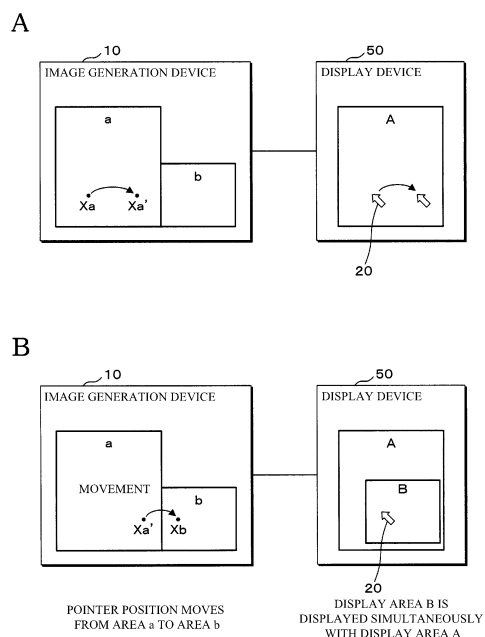 A
10
50
IMAGE GENERATION DEVICE
DISPLAY DEVICE
a
A
b
Xa
Xa'
20
B
10
50
IMAGE GENERATION DEVICE
DISPLAY DEVICE
a
A
MOVEMENT
b
B
Xa'
Xb
20
POINTER POSITION MOVES
FROM AREA a TO AREA b
DISPLAY AREA B IS
DISPLAYED SIMULTANEOUSLY
WITH DISPLAY AREA A